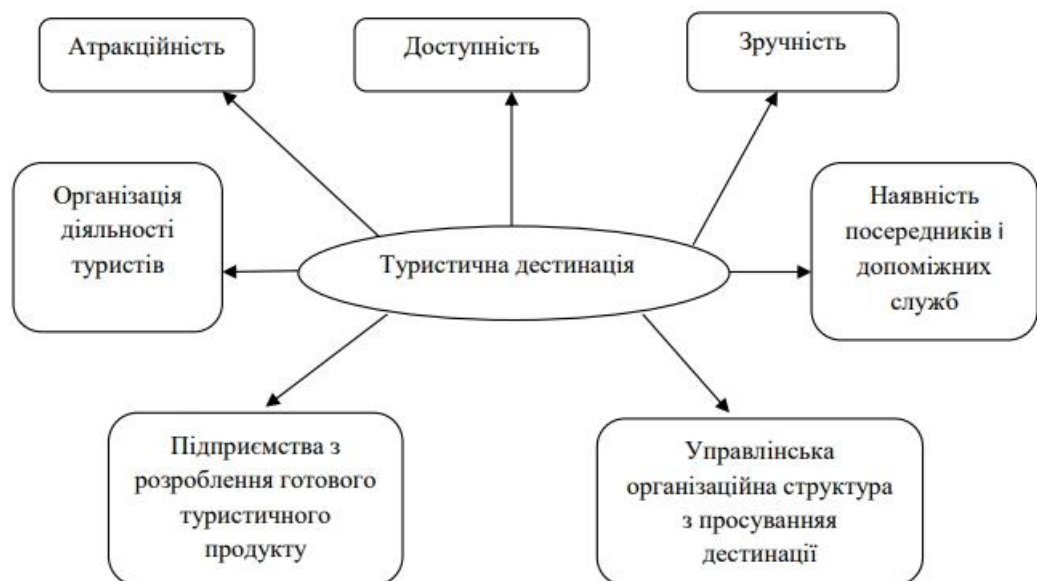 Атракційність
Доступність
Зручність
Організація
діяльності
туристів
Туристична дестинація
Наявність
посередників і
допоміжних
служб
Підприємства з
розроблення готового
туристичного
продукту
Управлінська
організаційна структура
з просуванняя
дестинації